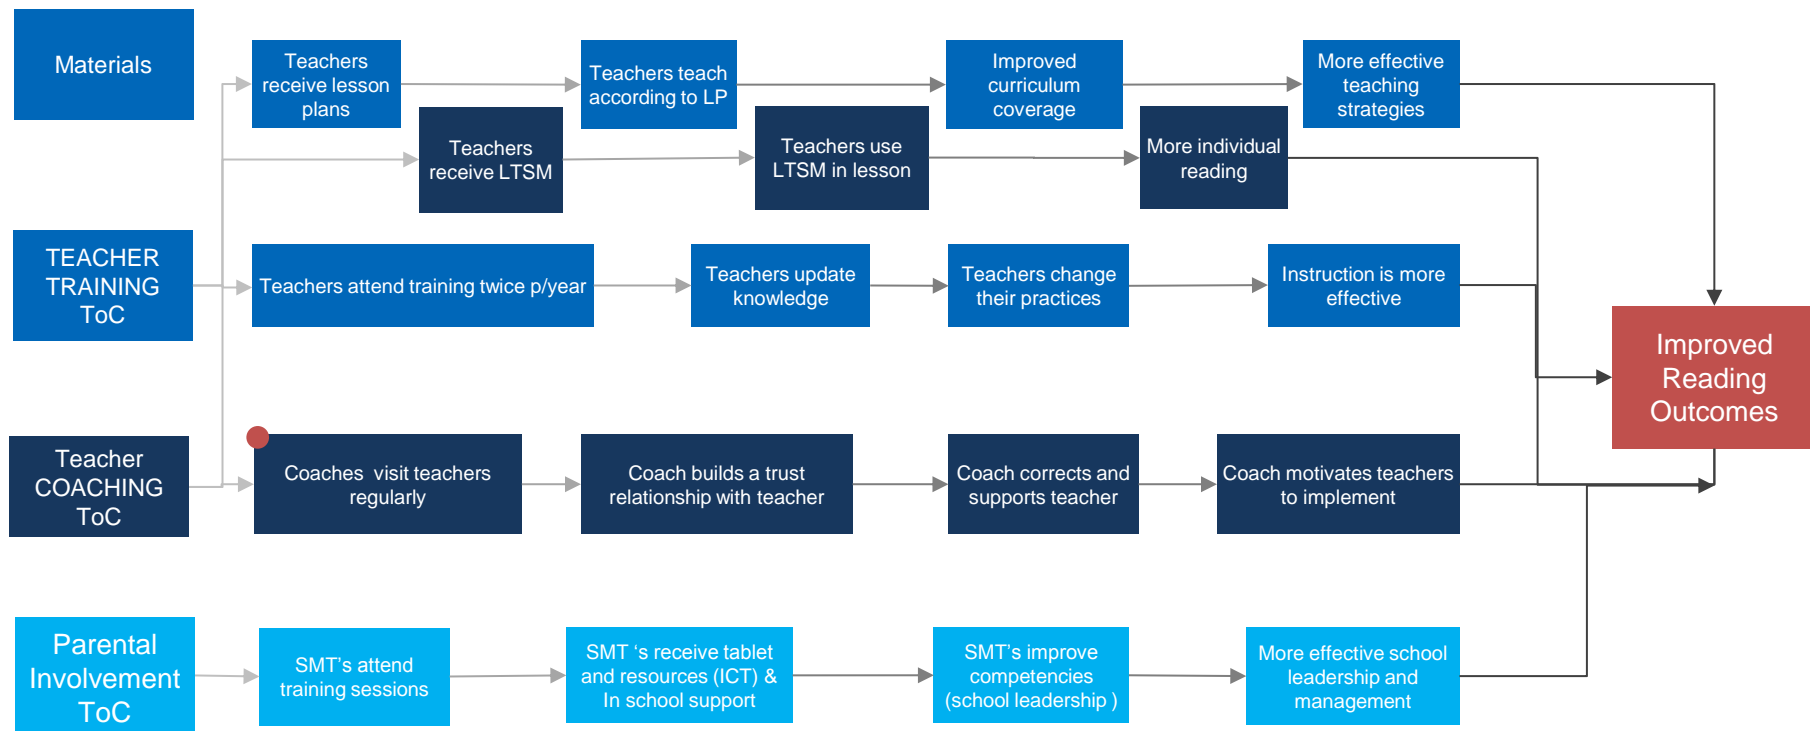 Materials
Teachers
receive lesson
plans
Teachers teach
according to LP
Improved
curriculum
coverage
More effective
teaching
strategies
Teachers
receive LTSM
Teachers use
LTSM in lesson
More individual
reading
TEACHER
TRAINING
ToC
Teachers attend training twice p/year
Teachers update
knowledge
Teachers change
their practices
Instruction is more
effective
Improved
Reading
Outcomes
Teacher
COACHING
ToC
Coaches  visit teachers
regularly
Coach builds a trust
relationship with teacher
Coach corrects and
supports teacher
Coach motivates teachers
to implement
Parental
Involvement
ToC
SMT's attend
training sessions
SMT 's receive tablet
and resources (ICT) &
In school support
SMT's improve
competencies
(school leadership )
More effective school
leadership and
management